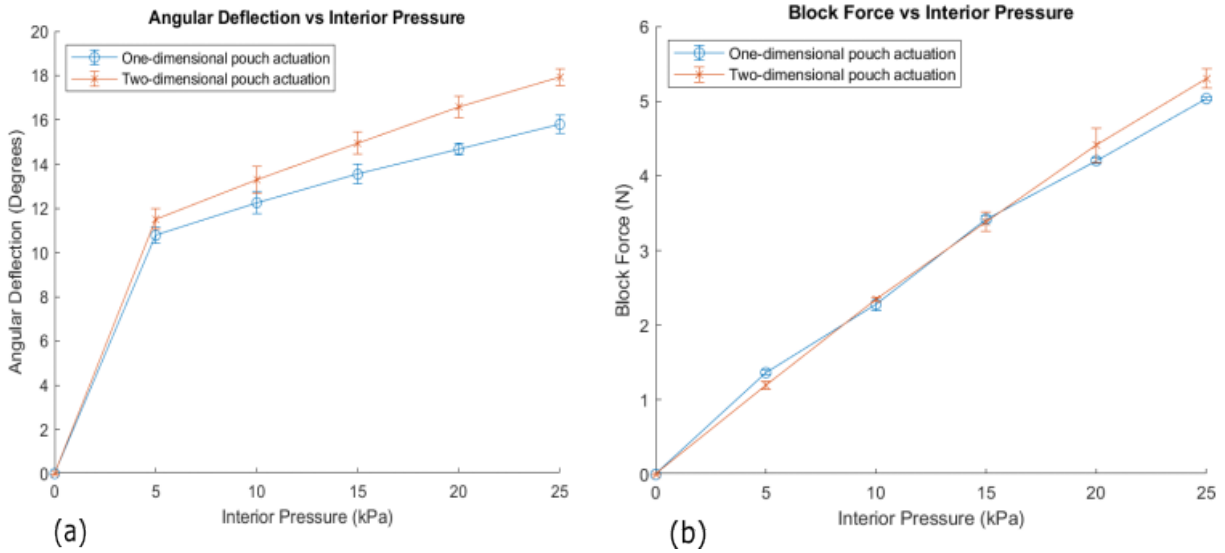 Angular Deflection vs Interior Pressure
20
18
16
14
12
10
8
6
4
2
0
Angular Deflection (Degrees)
One-dimensional pouch actuation
Two-dimensional pouch actuation
0 5 10 15 20 25
Interior Pressure (kPa)
(a)
Block Force vs Interior Pressure
6
5
4
3
2
1
0
Block Force (N)
One-dimensional pouch actuation
Two-dimensional pouch actuation
0 5 10 15 20 25
Interior Pressure (kPa)
(b)